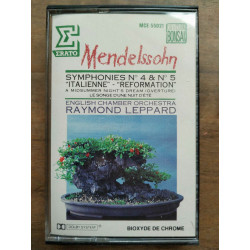 ERATO
BONSAI
Mendelssohn
SYMPHONIES N° 4 & N° 5
"ITALIENNE" - "REFORMATION"
A MIDSUMMER NIGHT'S DREAM (OVERTURE)
LE SONGE D'UNE NUIT D'ÉTÉ
ENGLISH CHAMBER ORCHESTRA
RAYMOND LEPPARD
BIOXYDE DE CHROME